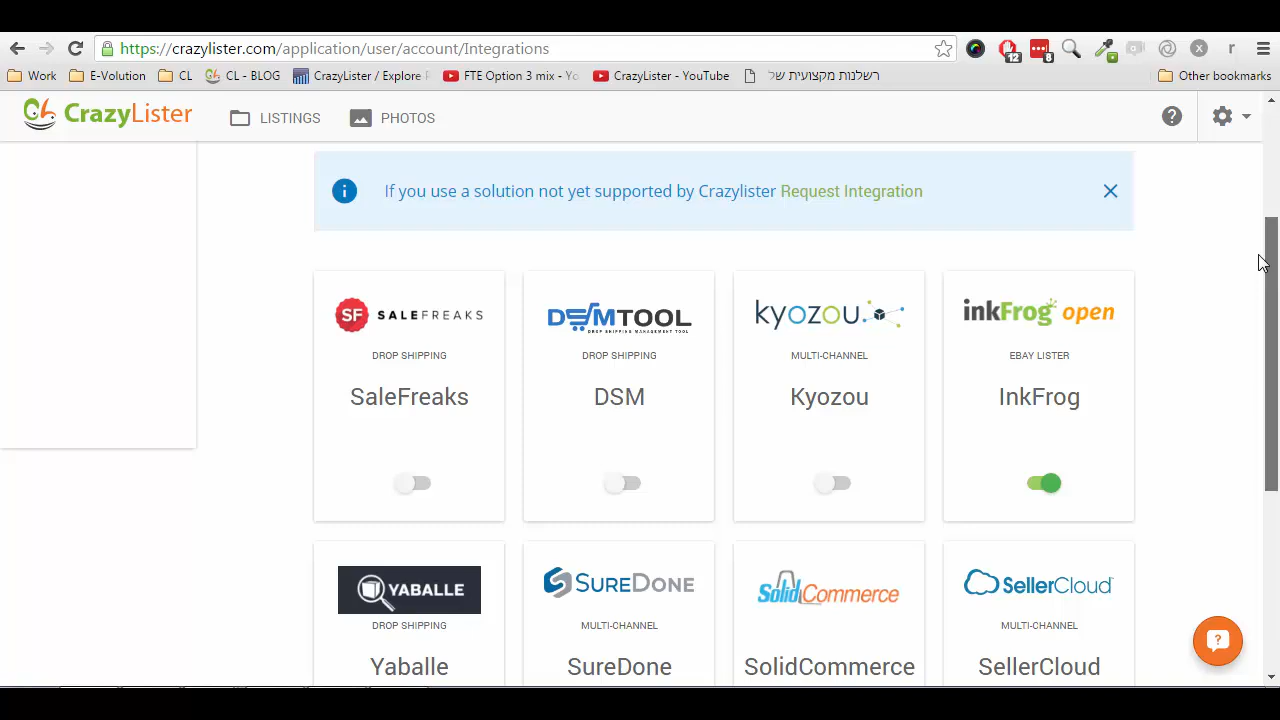 https://crazylister.com/application/user/account/Integrations
12
8
r
Work
E-Volution
CL
CL - BLOG
CrazyLister / Explore
FTE Option 3 mix - Yo
CrazyLister - YouTube
רשלנות מקצועית של
Other bookmarks
CrazyLister
LISTINGS
PHOTOS
If you use a solution not yet supported by Crazylister Request Integration
SF SALEFREAKS
DSMTOOL
DROP SHIPPING MANAGEMENT TOOL
kyozou
inkFrog open
DROP SHIPPING
DROP SHIPPING
MULTI-CHANNEL
EBAY LISTER
SaleFreaks
DSM
Kyozou
InkFrog
YABALLE
SUREDONE
SolidCommerce
SellerCloud
DROP SHIPPING
MULTI-CHANNEL
MULTI-CHANNEL
Yaballe
SureDone
SolidCommerce
SellerCloud